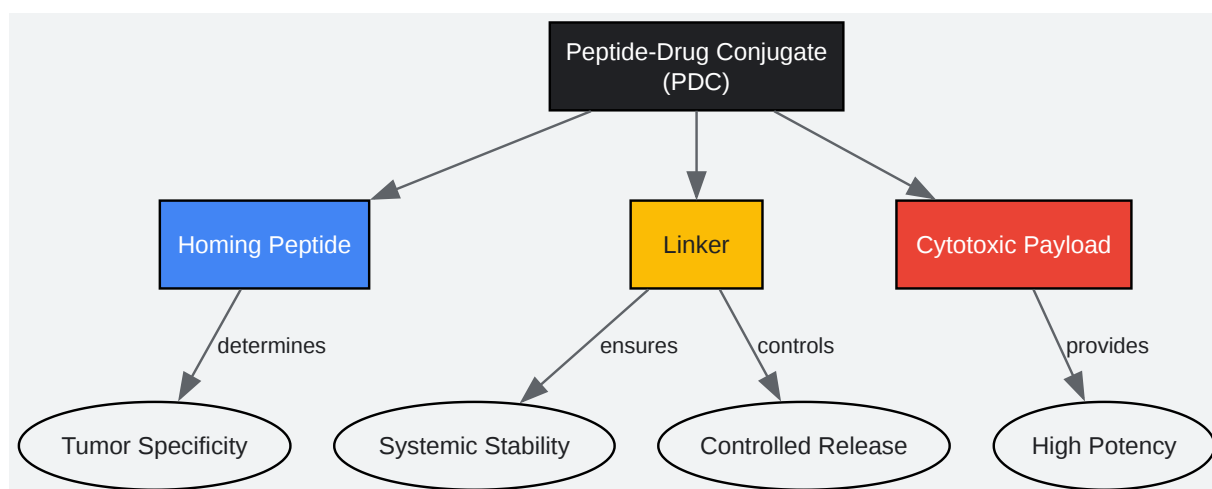 Peptide-Drug Conjugate
(PDC)
Homing Peptide
Linker
Cytotoxic Payload
determines
ensures
controls
provides
Tumor Specificity
Systemic Stability
Controlled Release
High Potency